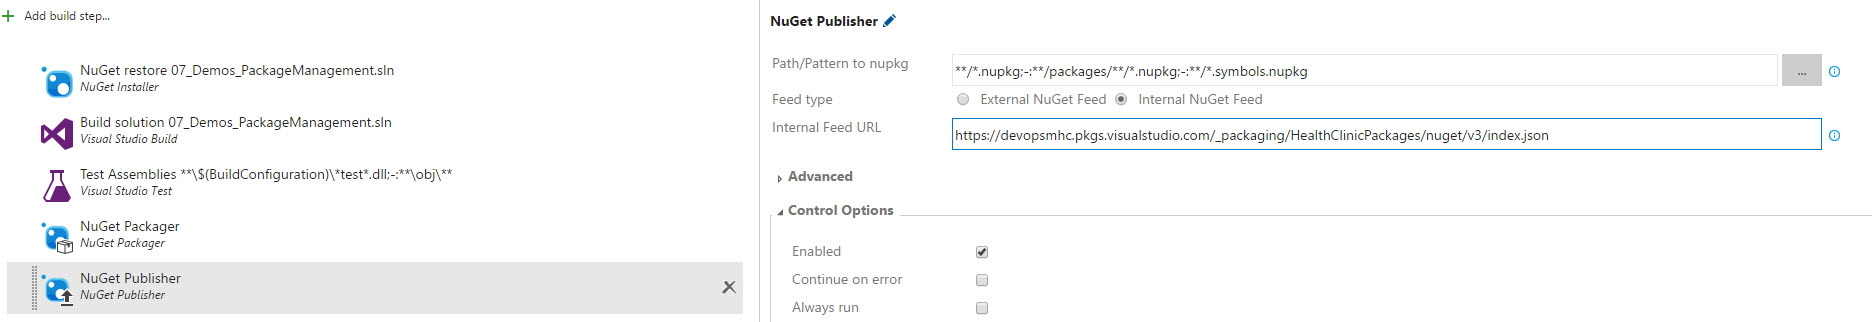 Add build step...
NuGet restore 07_Demos_PackageManagement.sln
NuGet Installer
Build solution 07_Demos_PackageManagement.sln
Visual Studio Build
Test Assemblies **\$(BuildConfiguration)\*test*.dll;-:**\obj\**
Visual Studio Test
NuGet Packager
NuGet Packager
NuGet Publisher
NuGet Publisher
NuGet Publisher
Path/Pattern to nupkg **/*.nupkg;-:**/packages/**/*.nupkg;-:**/*.symbols.nupkg ...
Feed type External NuGet Feed Internal NuGet Feed
Internal Feed URL https://devopsmhc.pkgs.visualstudio.com/_packaging/HealthClinicPackages/nuget/v3/index.json
Advanced
Control Options
Enabled
Continue on error
Always run